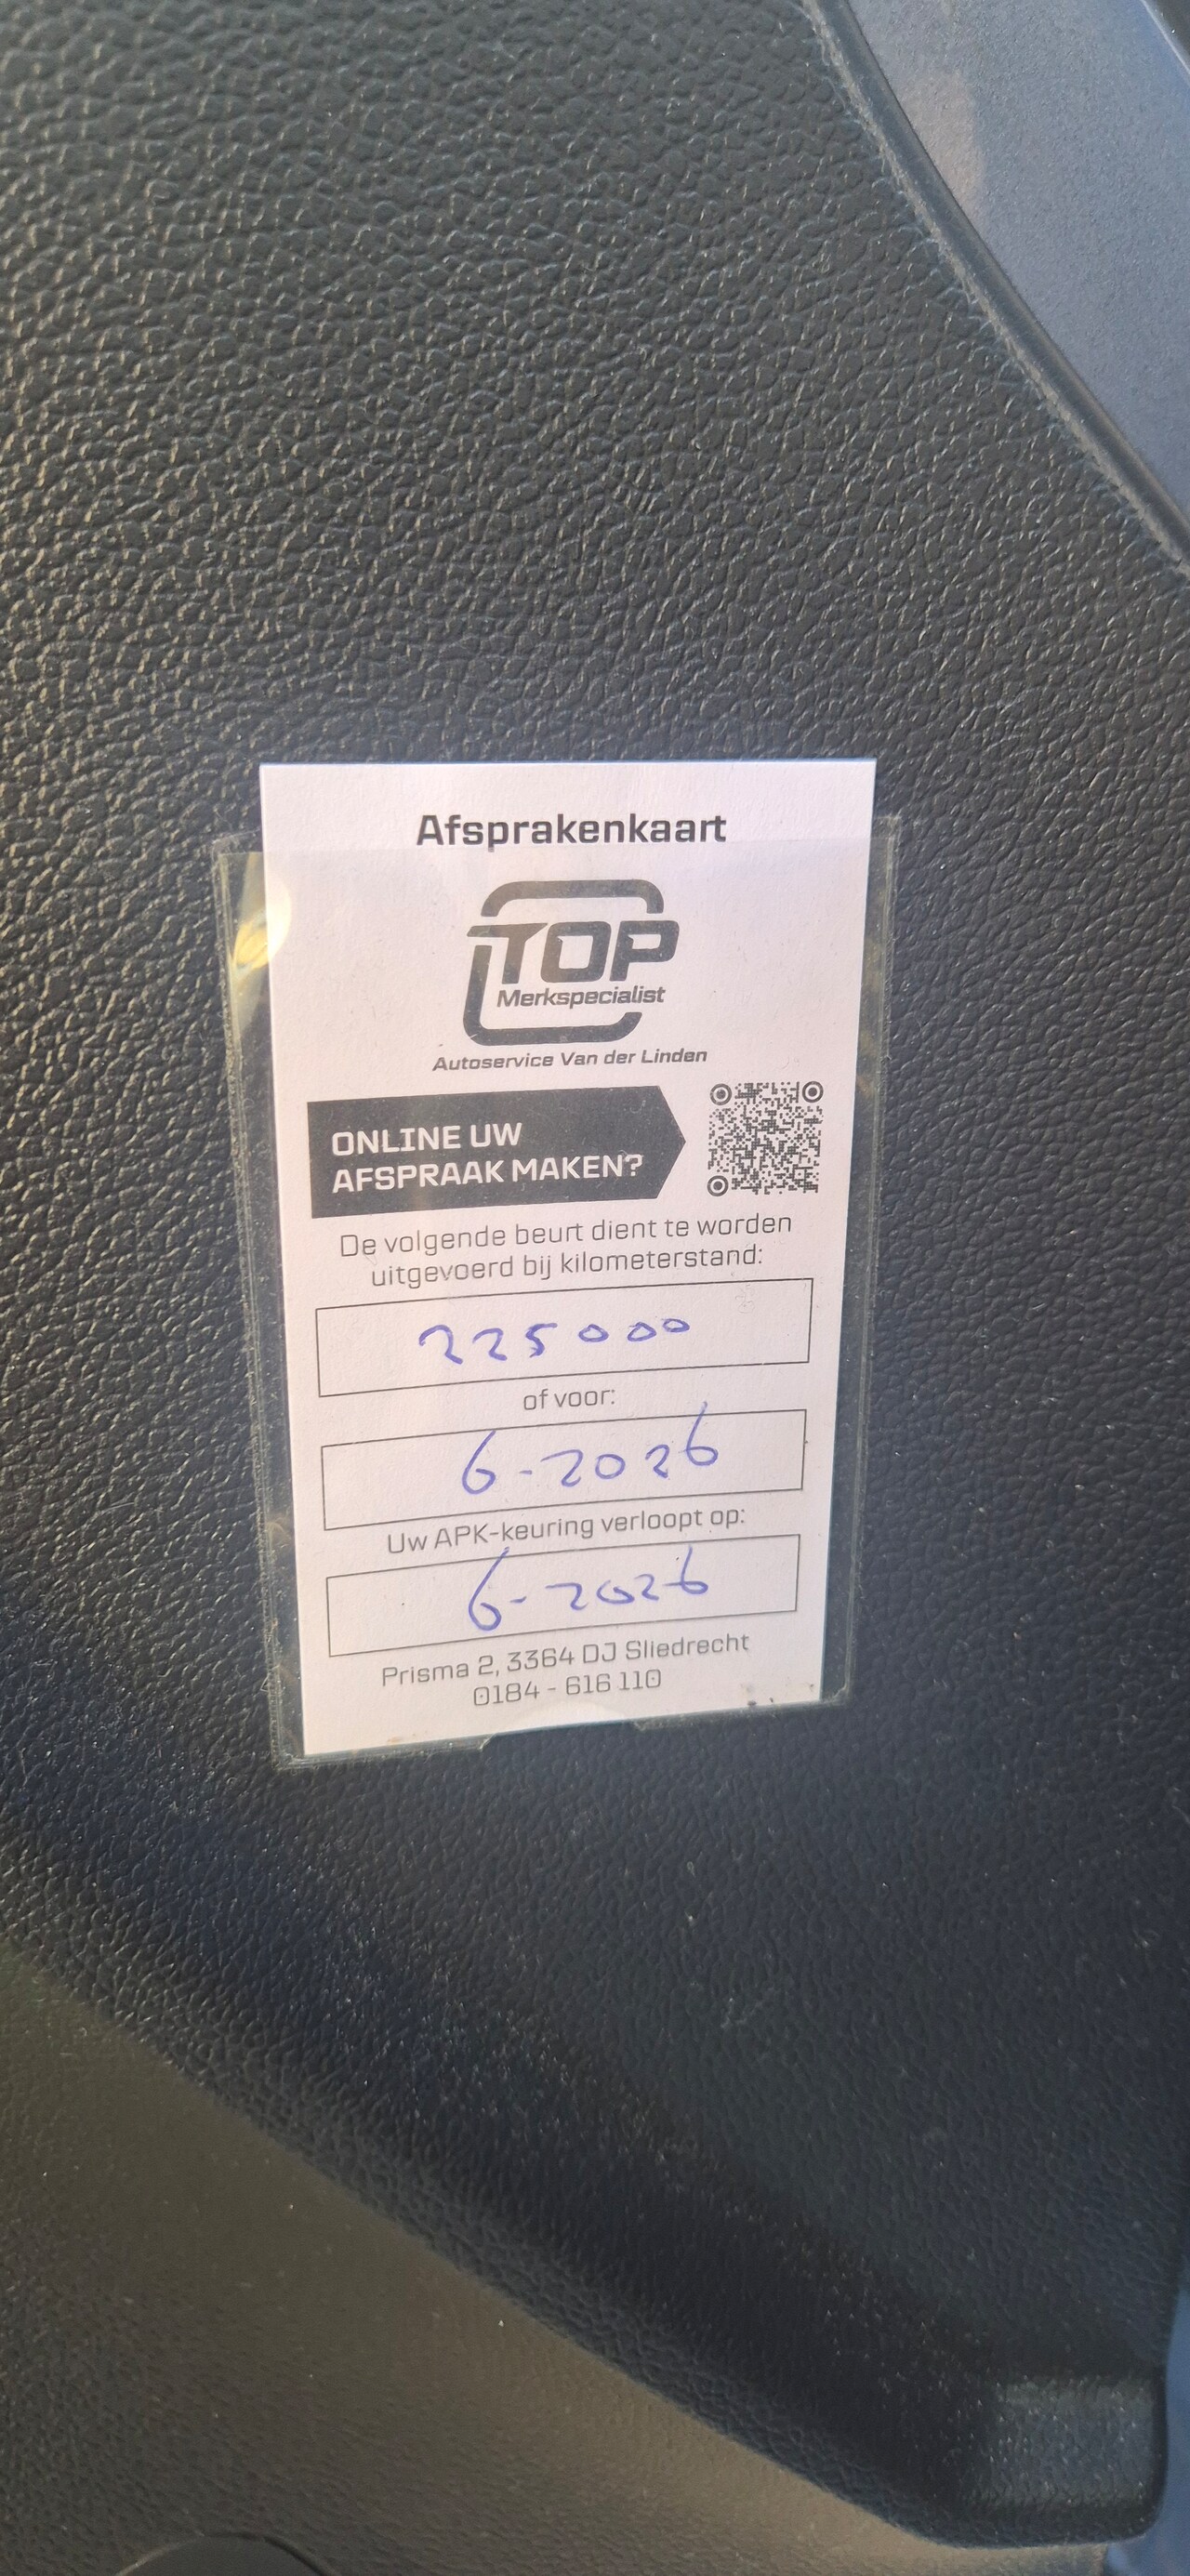 Afsprakenkaart
TOP
Merkspecialist
Autoservice Van der Linden
ONLINE UW
AFSPRAAK MAKEN?
De volgende beurt dient te worden
uitgevoerd bij kilometerstand:
225000
of voor:
6-2026
Uw APK-keuring verloopt op:
6-2026
Prisma 2, 3364 DJ Sliedrecht
0184 - 616 110